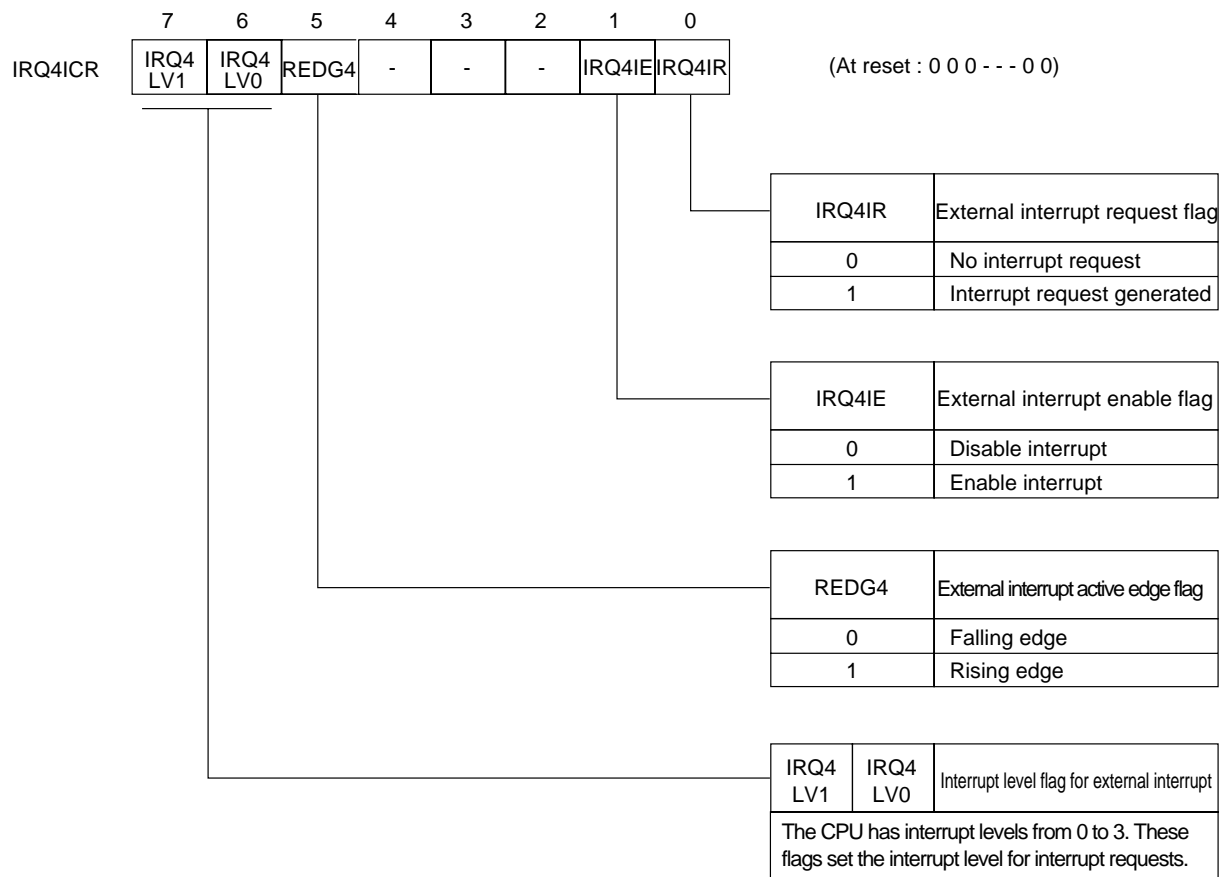 7 6 5 4 3 2 1 0
IRQ4ICR IRQ4 LV1 IRQ4 LV0 REDG4 - - - IRQ4IE IRQ4IR (At reset : 0 0 0 - - - 0 0)
IRQ4IR External interrupt request flag
0 No interrupt request
1 Interrupt request generated
IRQ4IE External interrupt enable flag
0 Disable interrupt
1 Enable interrupt
REDG4 External interrupt active edge flag
0 Falling edge
1 Rising edge
IRQ4 LV1 IRQ4 LV0 Interrupt level flag for external interrupt
The CPU has interrupt levels from 0 to 3. These
flags set the interrupt level for interrupt requests.